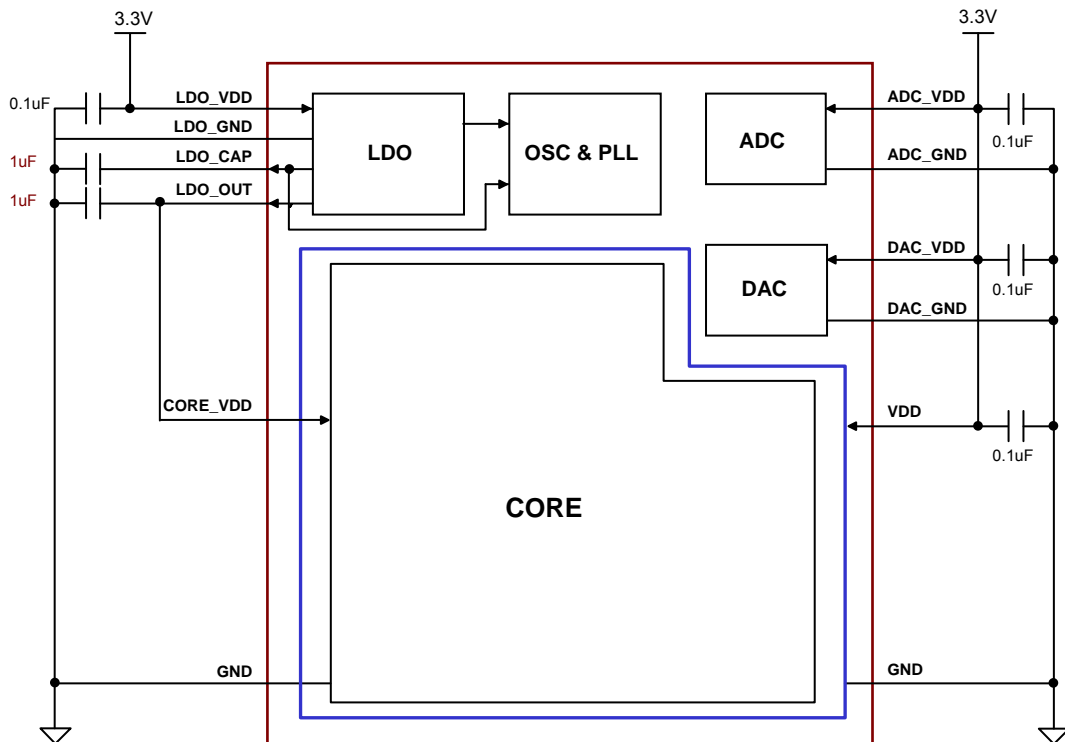 3.3V
3.3V
0.1uF
LDO_VDD
LDO_GND
1uF
LDO_CAP
1uF
LDO_OUT
LDO
OSC & PLL
ADC
ADC_VDD
0.1uF
ADC_GND
DAC
DAC_VDD
0.1uF
DAC_GND
CORE_VDD
VDD
0.1uF
CORE
GND
GND